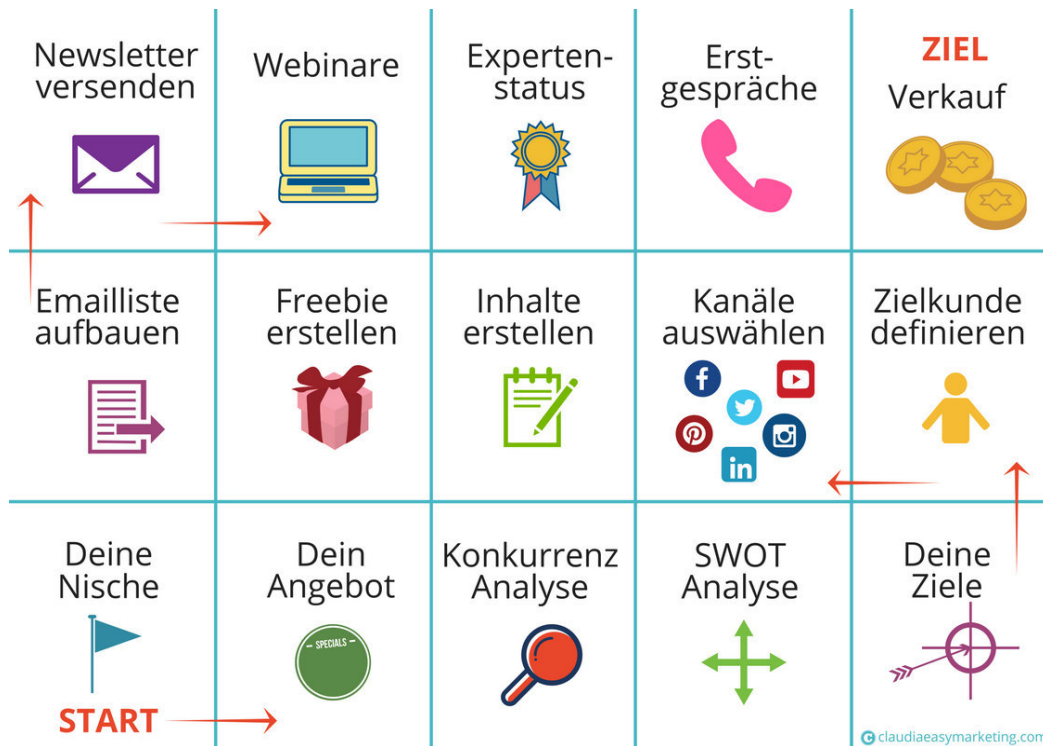 Newsletter
versenden
Webinare
Experten-
status
Erst-
gespräche
ZIEL
Verkauf
Emailliste
aufbauen
Freebie
erstellen
Inhalte
erstellen
Kanäle
auswählen
f
in
Zielkunde
definieren
Deine
Nische
START
Dein
Angebot
SPECIALS
Konkurrenz
Analyse
SWOT
Analyse
Deine
Ziele
© claudiaeasymarketing.com